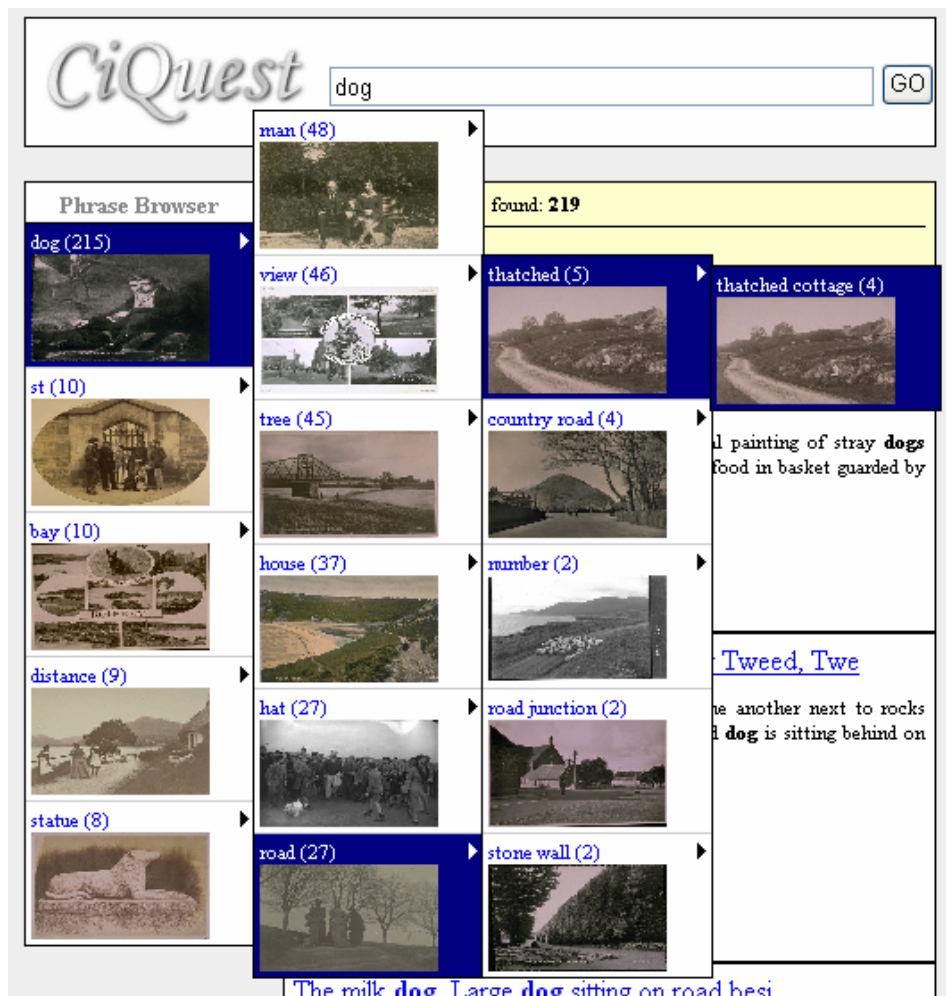 CiQuest
dog
GO
Phrase Browser
found: 219
dog (215)
st (10)
bay (10)
distance (9)
statue (8)
man (48)
view (46)
tree (45)
house (37)
hat (27)
road (27)
thatched (5)
country road (4)
number (2)
road junction (2)
stone wall (2)
thatched cottage (4)
painting of stray dogs
food in basket guarded by
Tweed, Twe
another next to rocks
dog is sitting behind on
The milk dog. Large dog sitting on road besi